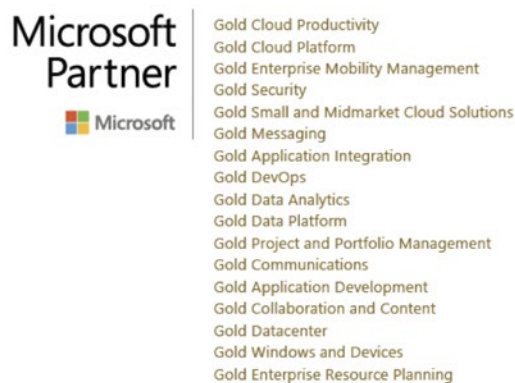 Microsoft
Partner
Microsoft
Gold Cloud Productivity
Gold Cloud Platform
Gold Enterprise Mobility Management
Gold Security
Gold Small and Midmarket Cloud Solutions
Gold Messaging
Gold Application Integration
Gold DevOps
Gold Data Analytics
Gold Data Platform
Gold Project and Portfolio Management
Gold Communications
Gold Application Development
Gold Collaboration and Content
Gold Datacenter
Gold Windows and Devices
Gold Enterprise Resource Planning